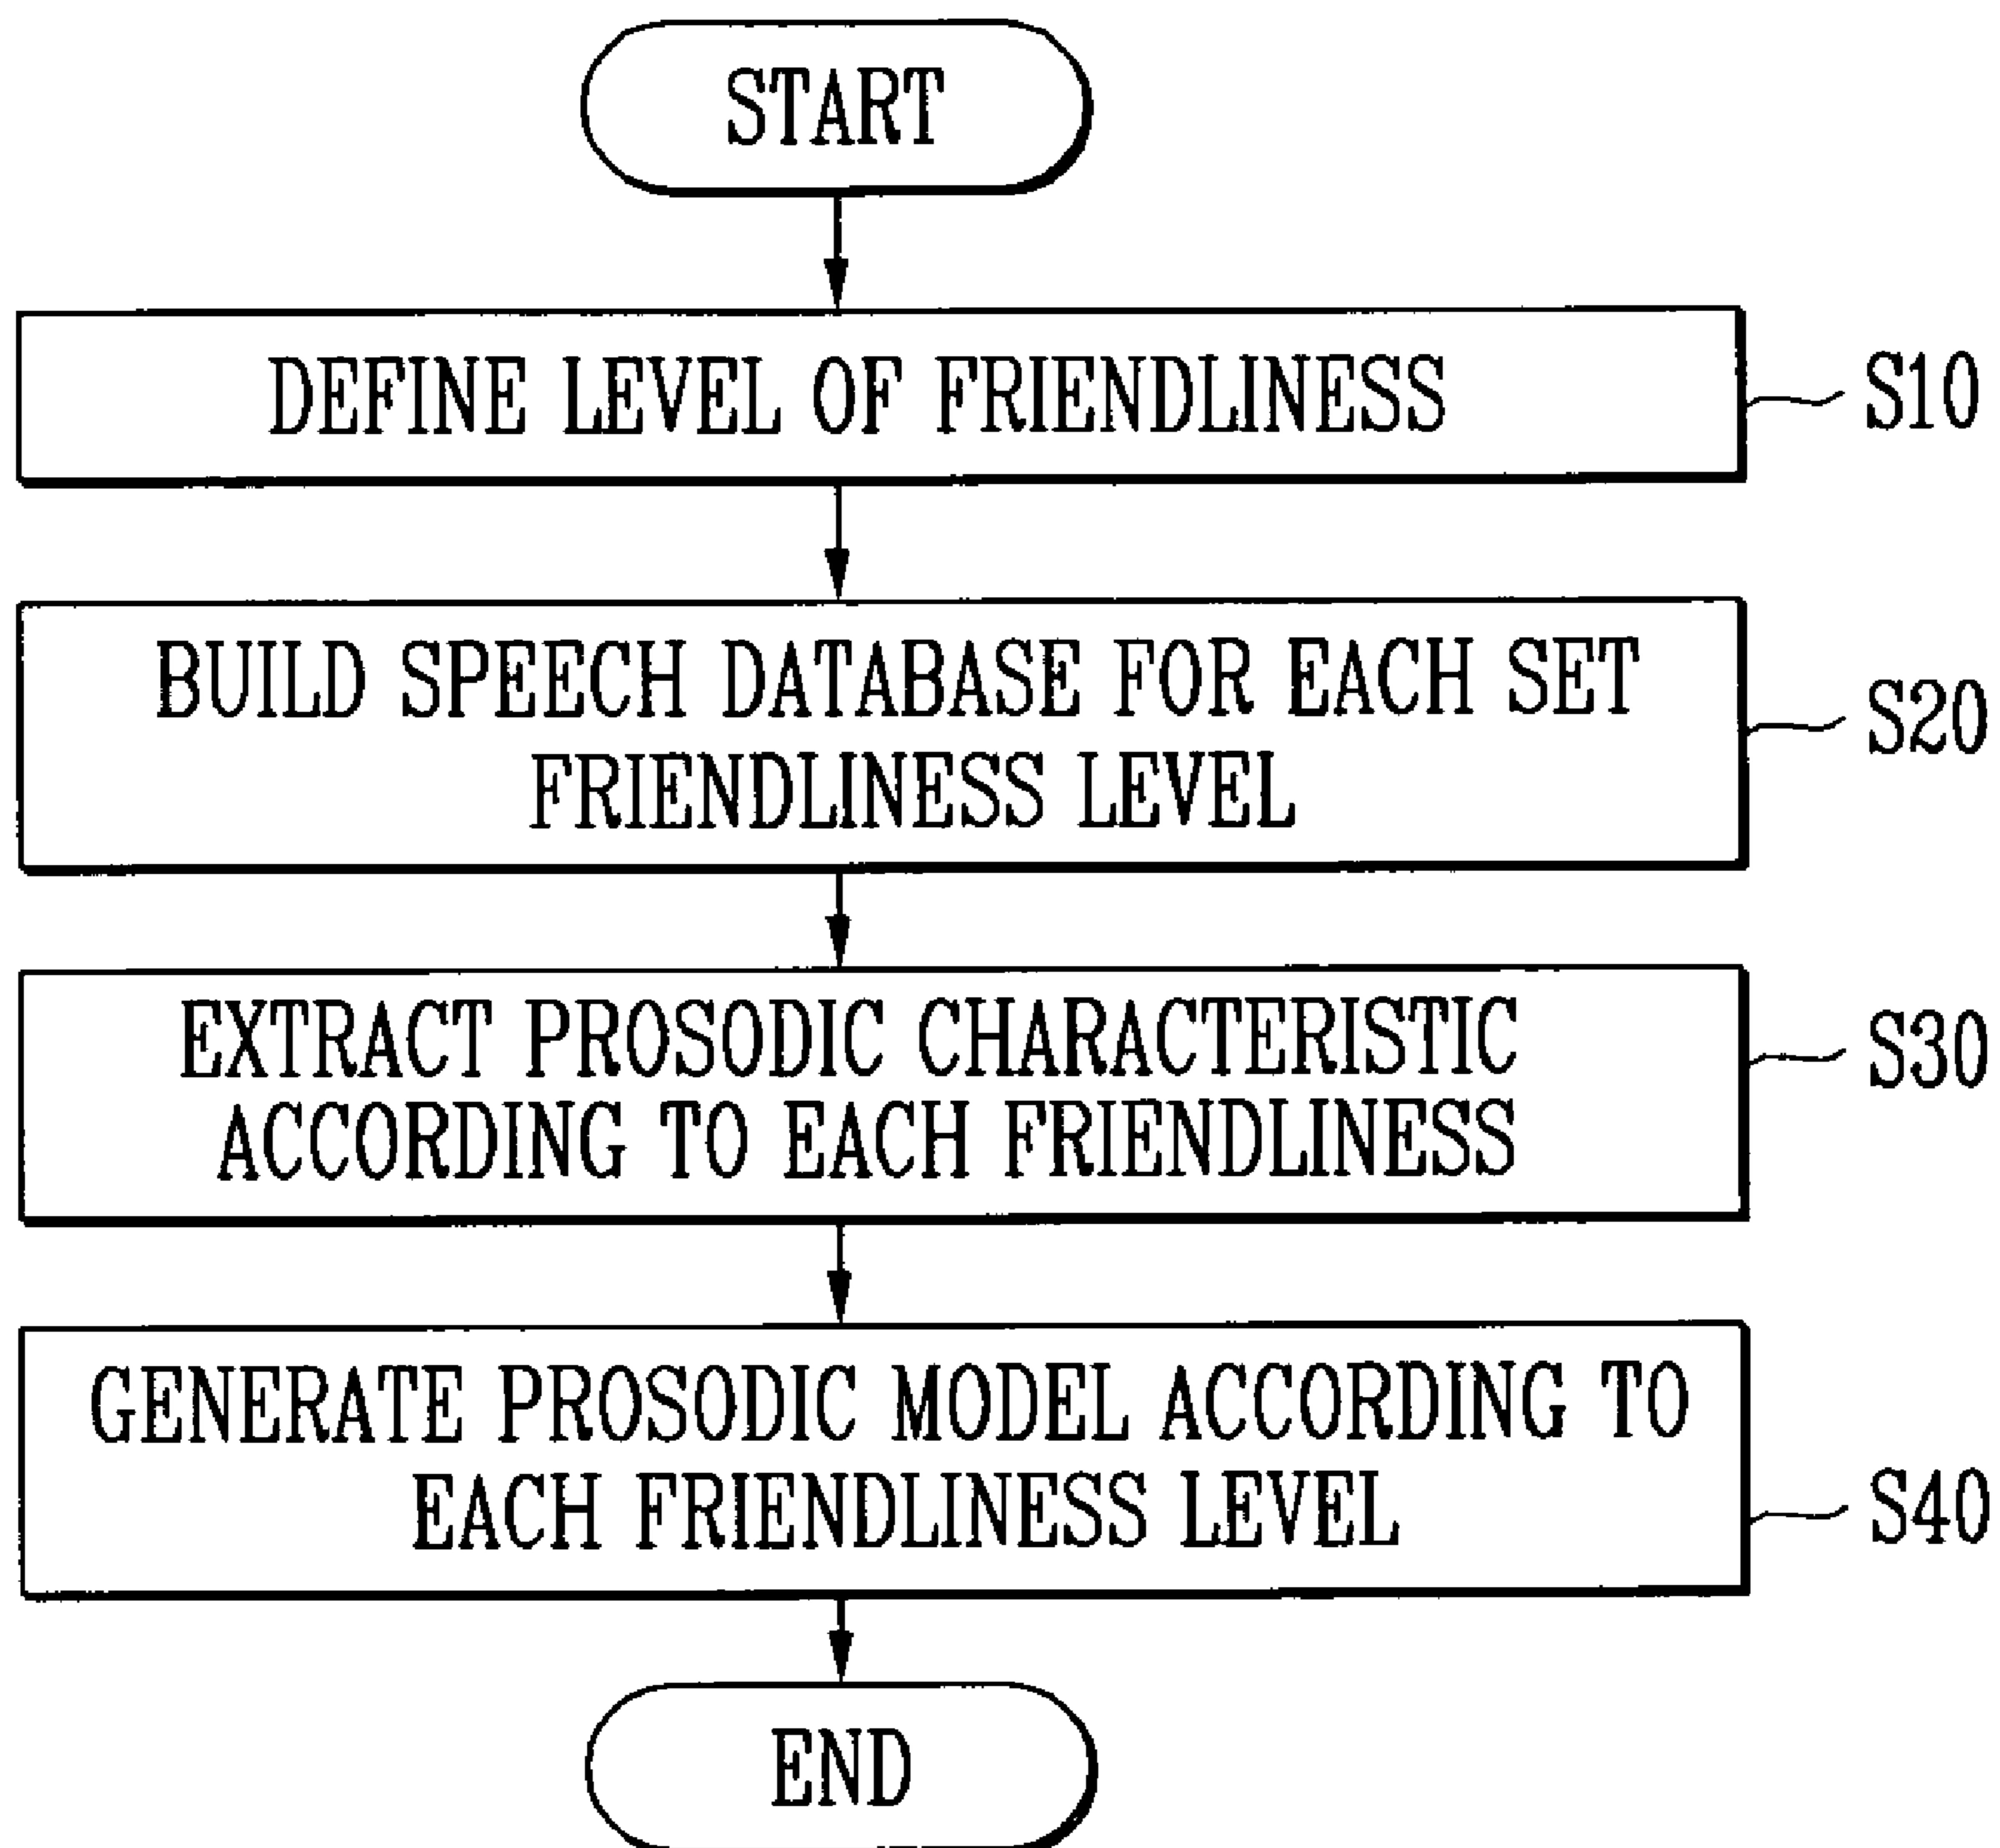 START
DEFINE LEVEL OF FRIENDLINESS
S10
BUILD SPEECH DATABASE FOR EACH SET
FRIENDLINESS LEVEL
S20
EXTRACT PROSODIC CHARACTERISTIC
ACCORDING TO EACH FRIENDLINESS
S30
GENERATE PROSODIC MODEL ACCORDING TO
EACH FRIENDLINESS LEVEL
S40
END